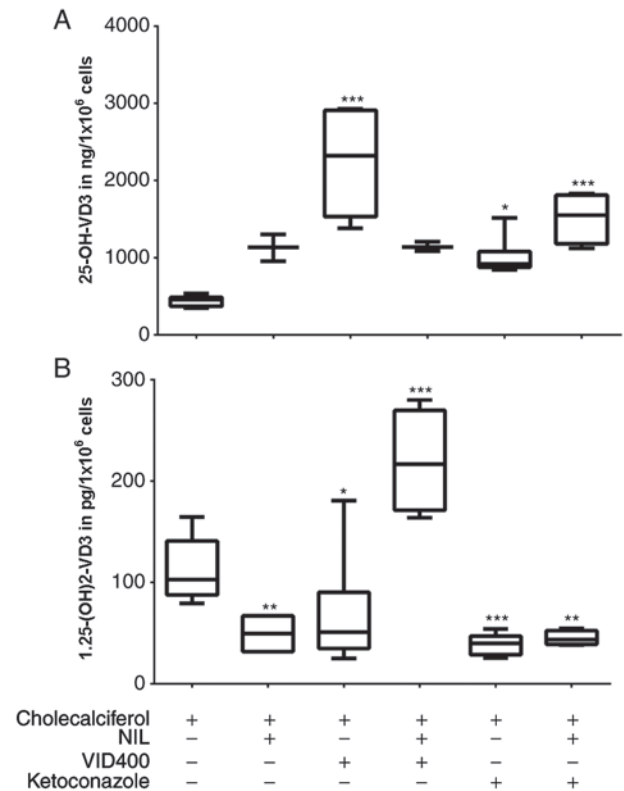 A
25-OH-VD3 in ng/1x10⁶ cells
4000
3000
2000
1000
0
***
*
***
B
1.25-(OH)2-VD3 in pg/1x10⁶ cells
300
200
100
0
**
*
***
***
**
Cholecalciferol + + + + + +
NIL − + − + − +
VID400 − − + + − −
Ketoconazole − − − − + +